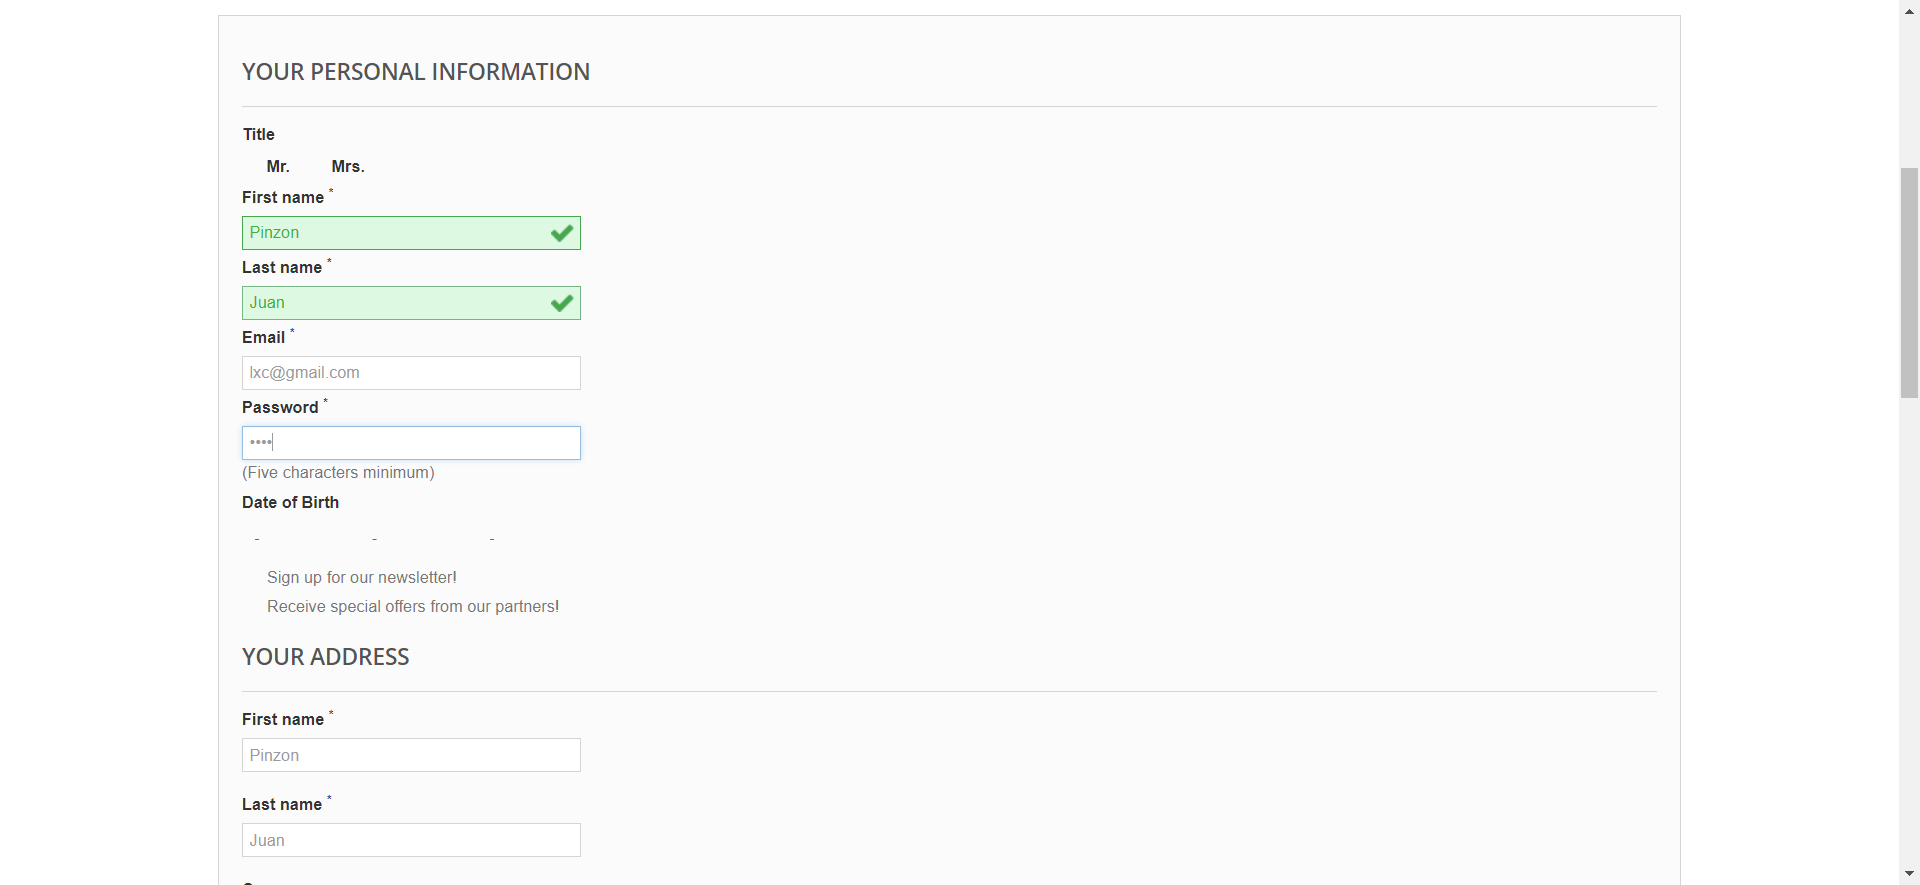 YOUR PERSONAL INFORMATION
Title
Mr. Mrs.
First name *
Pinzon
Last name *
Juan
Email *
lxc@gmail.com
Password *
••••
(Five characters minimum)
Date of Birth
- - -
Sign up for our newsletter!
Receive special offers from our partners!
YOUR ADDRESS
First name *
Pinzon
Last name *
Juan